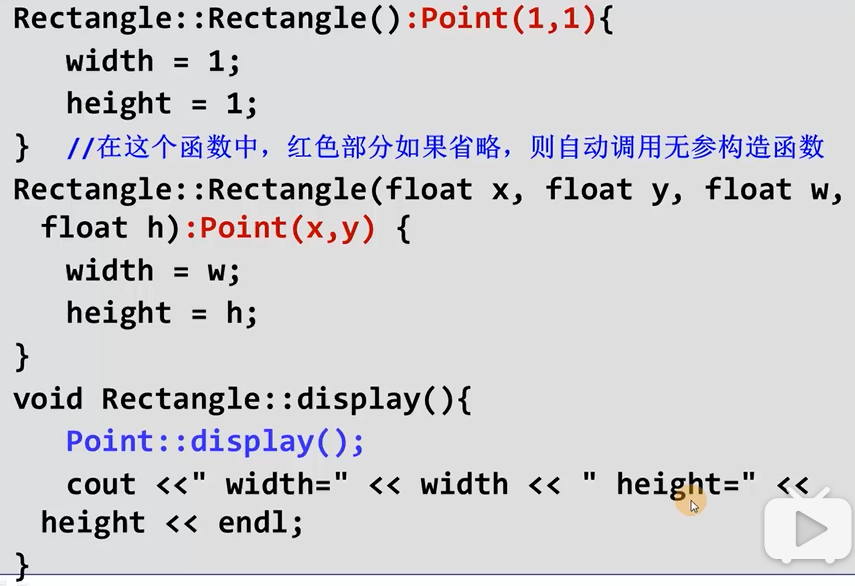 Rectangle::Rectangle():Point(1,1){
width = 1;
height = 1;
} //在这个函数中，红色部分如果省略，则自动调用无参构造函数
Rectangle::Rectangle(float x, float y, float w,
float h):Point(x,y) {
width = w;
height = h;
}
void Rectangle::display(){
Point::display();
cout <<" width=" << width << " height=" <<
height << endl;
}